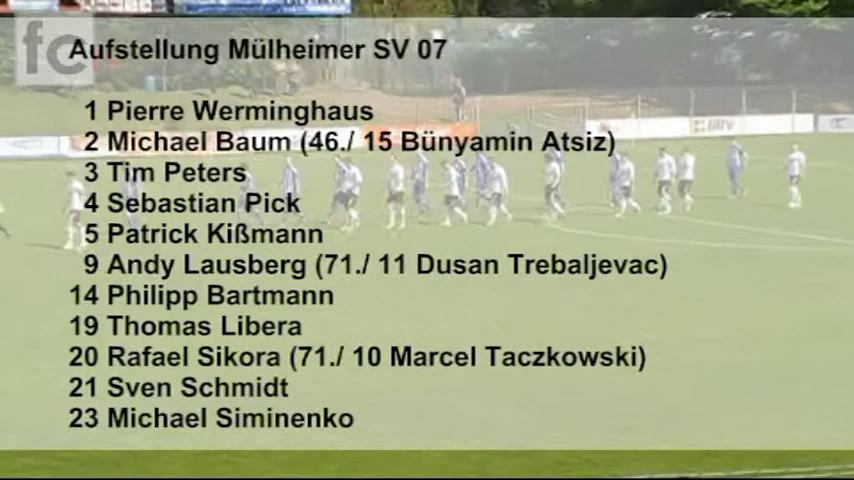 fc
Aufstellung Mülheimer SV 07
1 Pierre Werminghaus
2 Michael Baum (46./ 15 Bünyamin Atsiz)
3 Tim Peters
4 Sebastian Pick
5 Patrick Kißmann
9 Andy Lausberg (71./ 11 Dusan Trebaljevac)
14 Philipp Bartmann
19 Thomas Libera
20 Rafael Sikora (71./ 10 Marcel Taczkowski)
21 Sven Schmidt
23 Michael Siminenko